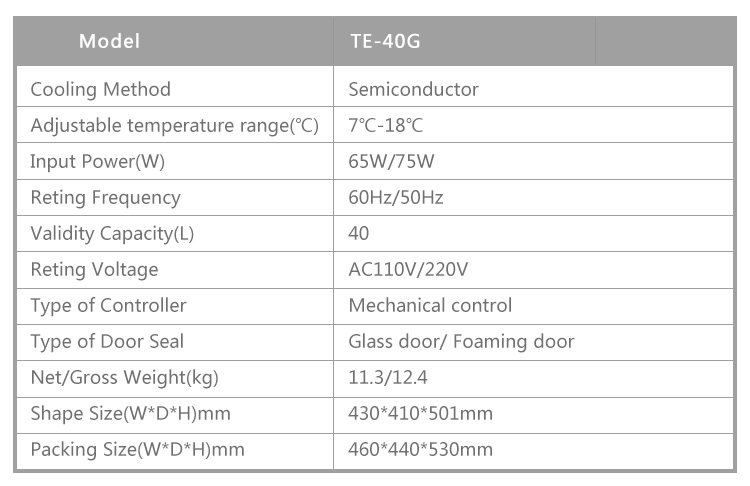 Model TE-40G
Cooling Method Semiconductor
Adjustable temperature range(℃) 7℃-18℃
Input Power(W) 65W/75W
Reting Frequency 60Hz/50Hz
Validity Capacity(L) 40
Reting Voltage AC110V/220V
Type of Controller Mechanical control
Type of Door Seal Glass door/ Foaming door
Net/Gross Weight(kg) 11.3/12.4
Shape Size(W*D*H)mm 430*410*501mm
Packing Size(W*D*H)mm 460*440*530mm